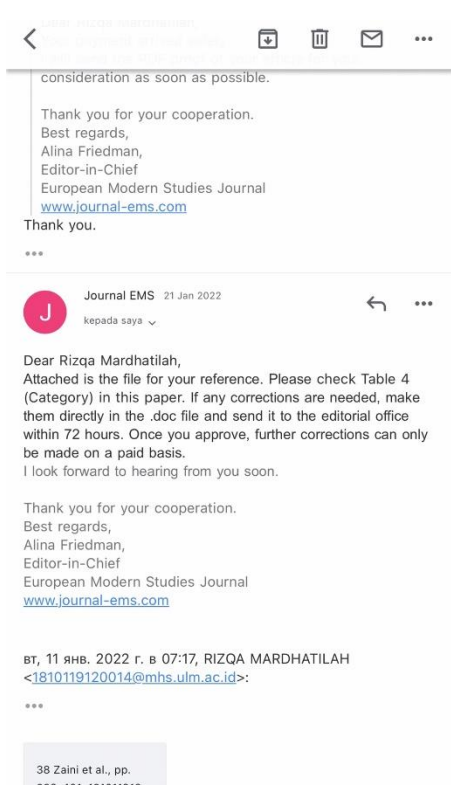 consideration as soon as possible.
Thank you for your cooperation.
Best regards,
Alina Friedman,
Editor-in-Chief
European Modern Studies Journal
www.journal-ems.com
Thank you.
J
Journal EMS 21 Jan 2022
kepada saya
Dear Rizqa Mardhatilah,
Attached is the file for your reference. Please check Table 4
(Category) in this paper. If any corrections are needed, make
them directly in the .doc file and send it to the editorial office
within 72 hours. Once you approve, further corrections can only
be made on a paid basis.
I look forward to hearing from you soon.
Thank you for your cooperation.
Best regards,
Alina Friedman,
Editor-in-Chief
European Modern Studies Journal
www.journal-ems.com
вт, 11 янв. 2022 г. в 07:17, RIZQA MARDHATILAH
<1810119120014@mhs.ulm.ac.id>:
38 Zaini et al., pp.